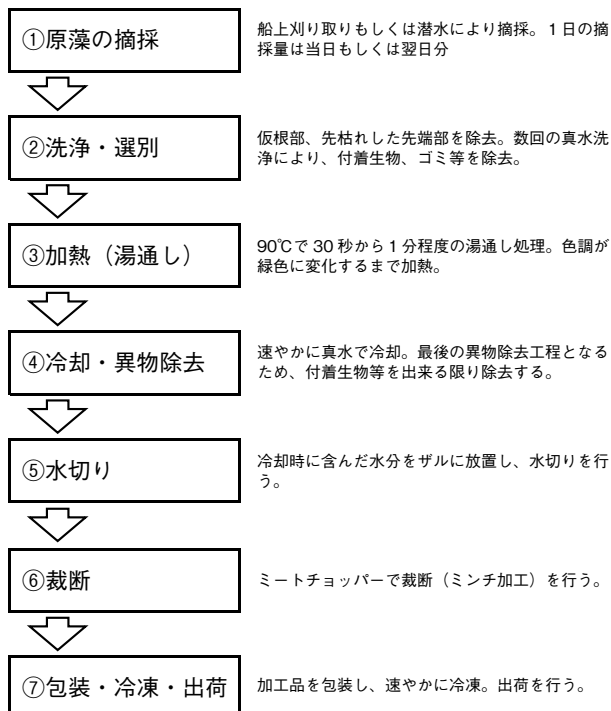 ①原藻の摘採
船上刈り取りもしくは潜水により摘採。1日の摘
採量は当日もしくは翌日分
②洗浄・選別
仮根部、先枯れした先端部を除去。数回の真水洗
浄により、付着生物、ゴミ等を除去。
③加熱（湯通し）
90℃で30秒から1分程度の湯通し処理。色調が
緑色に変化するまで加熱。
④冷却・異物除去
速やかに真水で冷却。最後の異物除去工程となる
ため、付着生物等を出来る限り除去する。
⑤水切り
冷却時に含んだ水分をザルに放置し、水切りを行
う。
⑥裁断
ミートチョッパーで裁断（ミンチ加工）を行う。
⑦包装・冷凍・出荷
加工品を包装し、速やかに冷凍。出荷を行う。